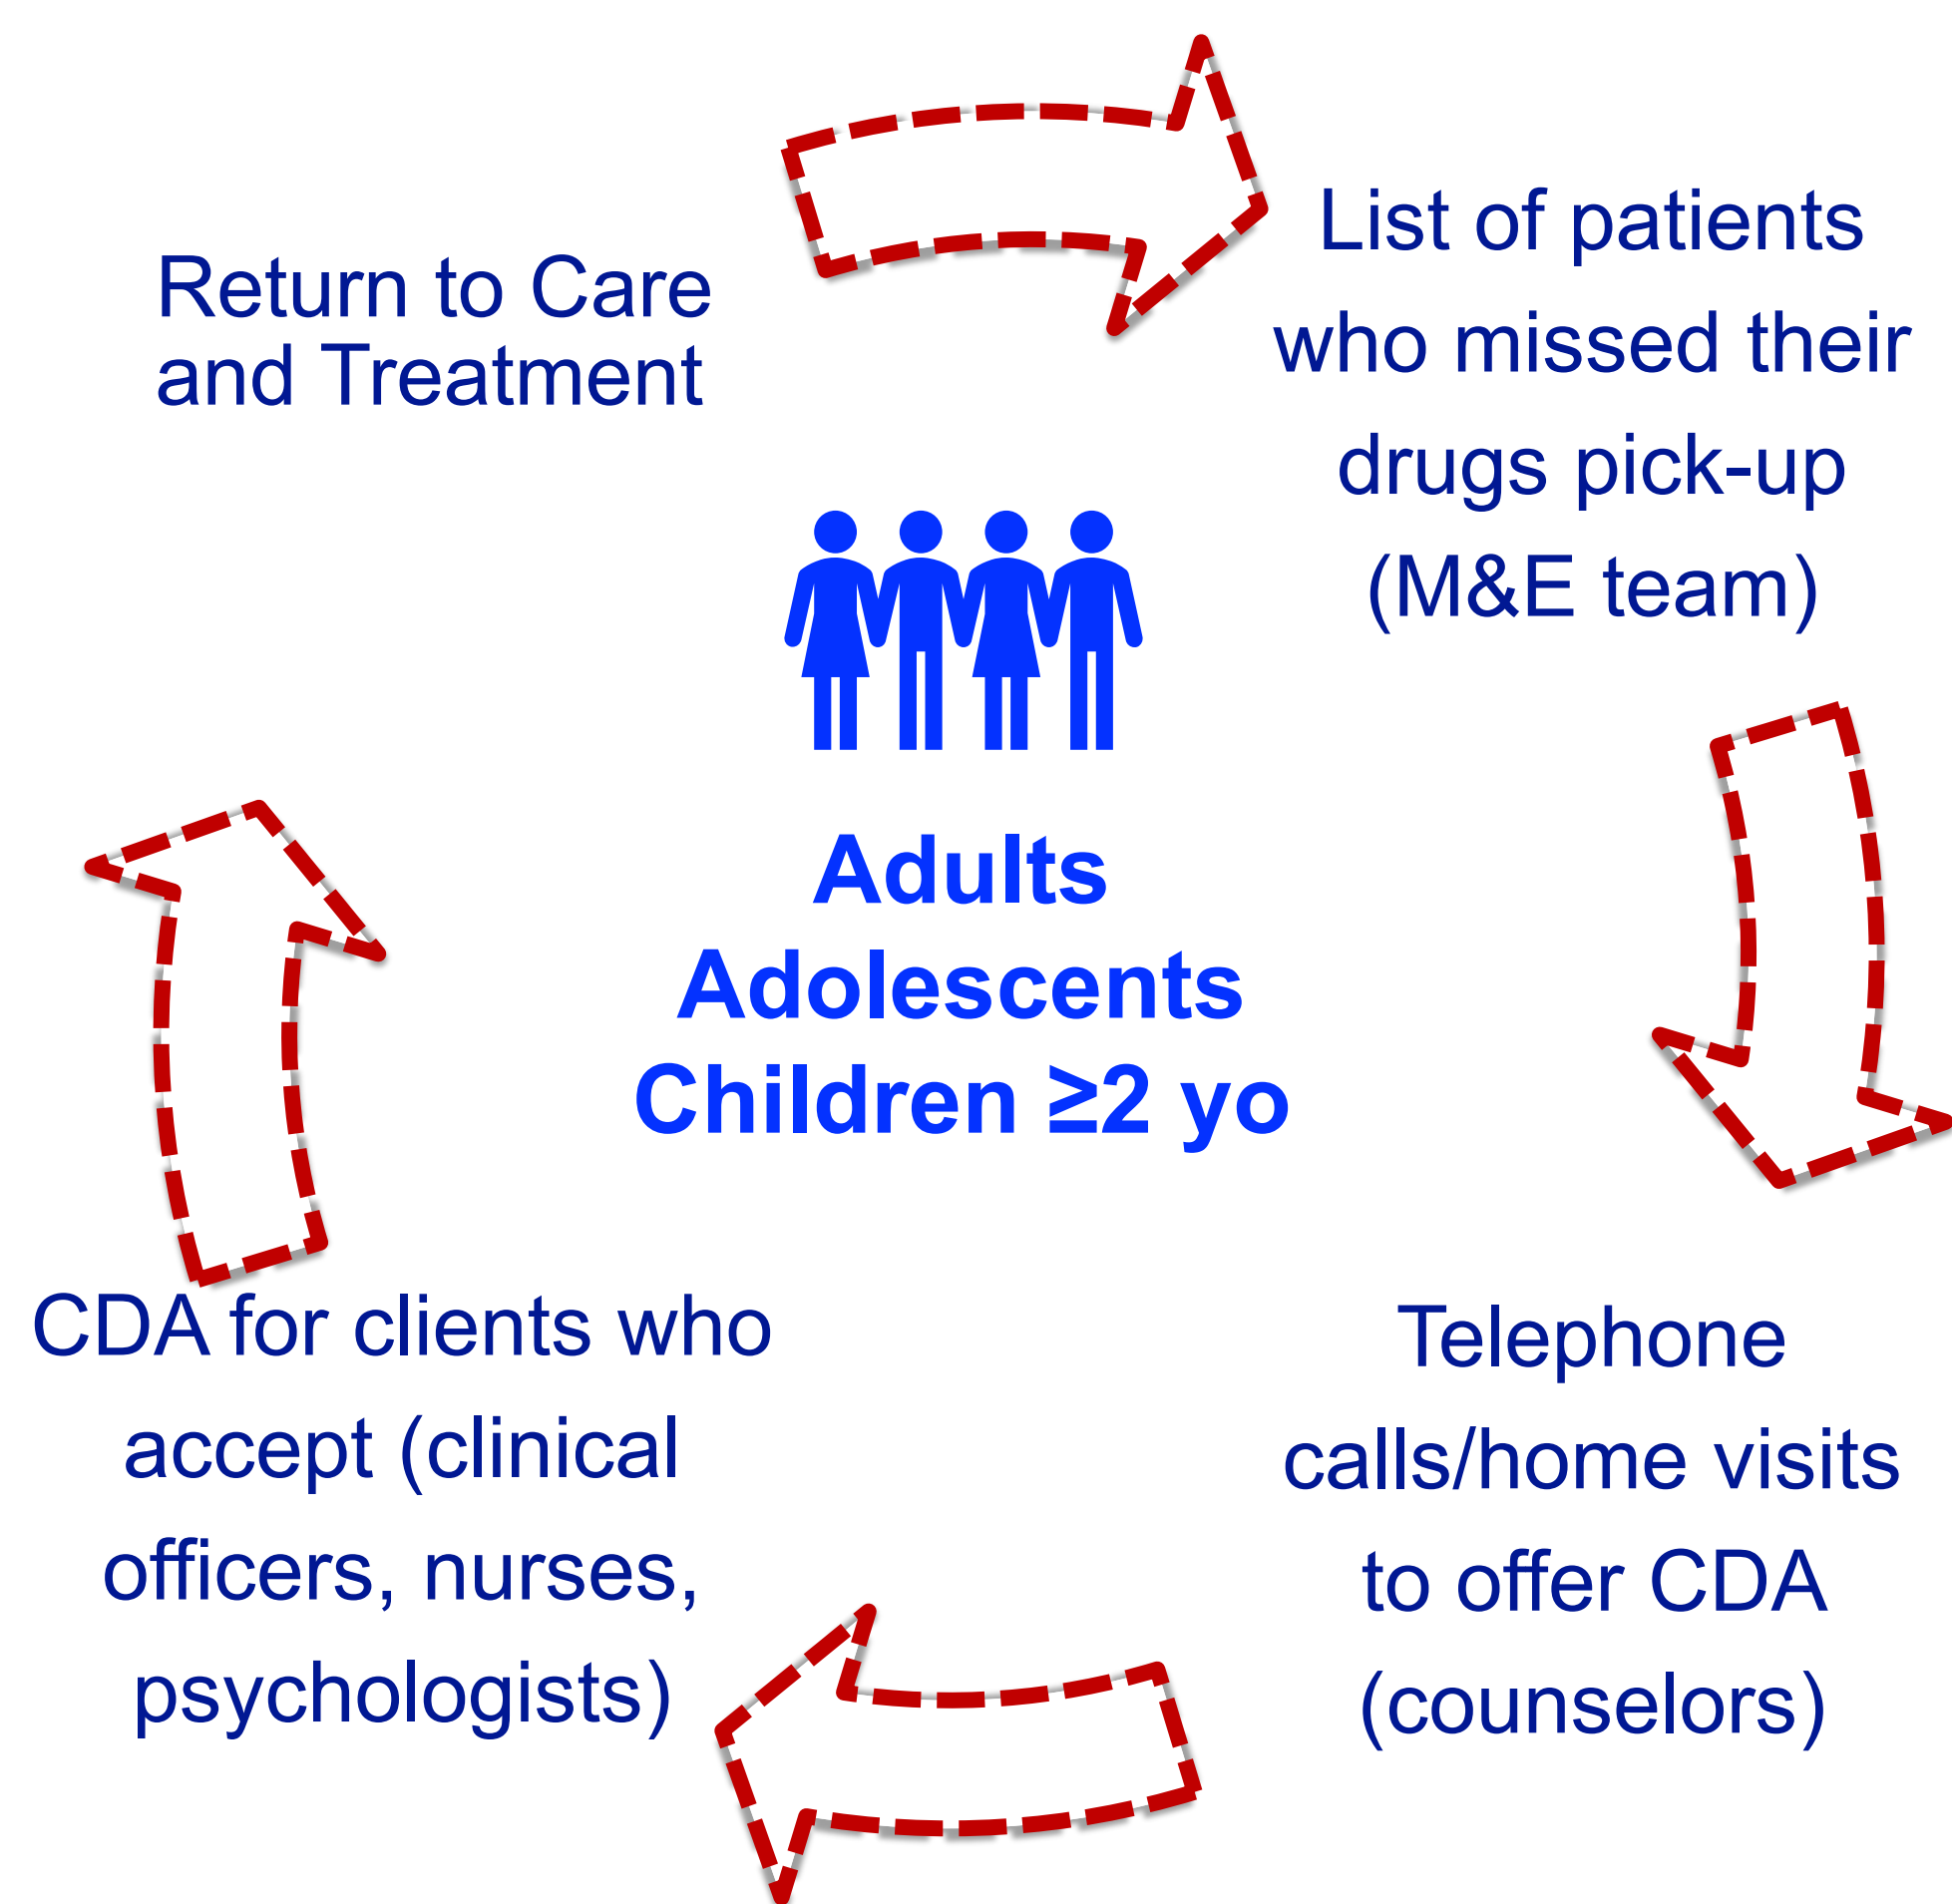 Return to Care
and Treatment
List of patients
who missed their
drugs pick-up
(M&E team)
Adults
Adolescents
Children ≥2 yo
CDA for clients who
accept (clinical
officers, nurses,
psychologists)
Telephone
calls/home visits
to offer CDA
(counselors)